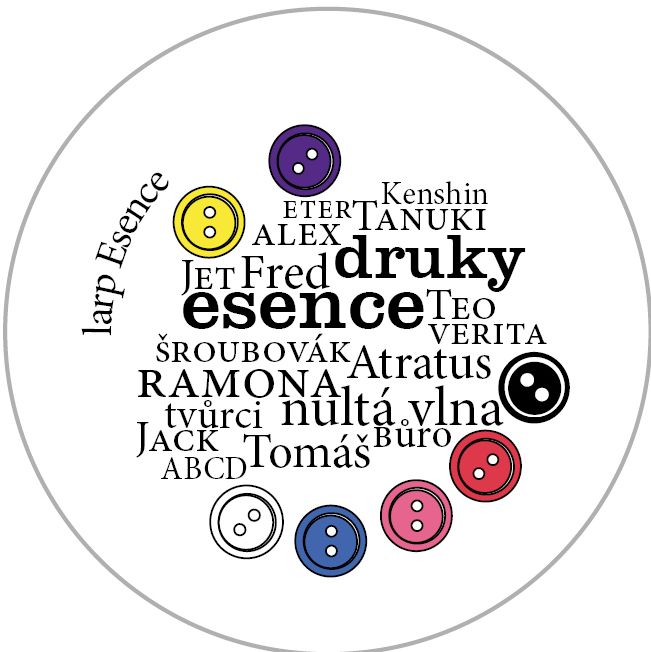 larp Esence
Kenshin
ETER TANUKI
ALEX
druky
JET Fred
esence TEO
VERITA
ŠROUBOVÁK
Atratus
RAMONA
tvůrci nultá vlna
JACK
BŮRO
Tomáš
ABCD